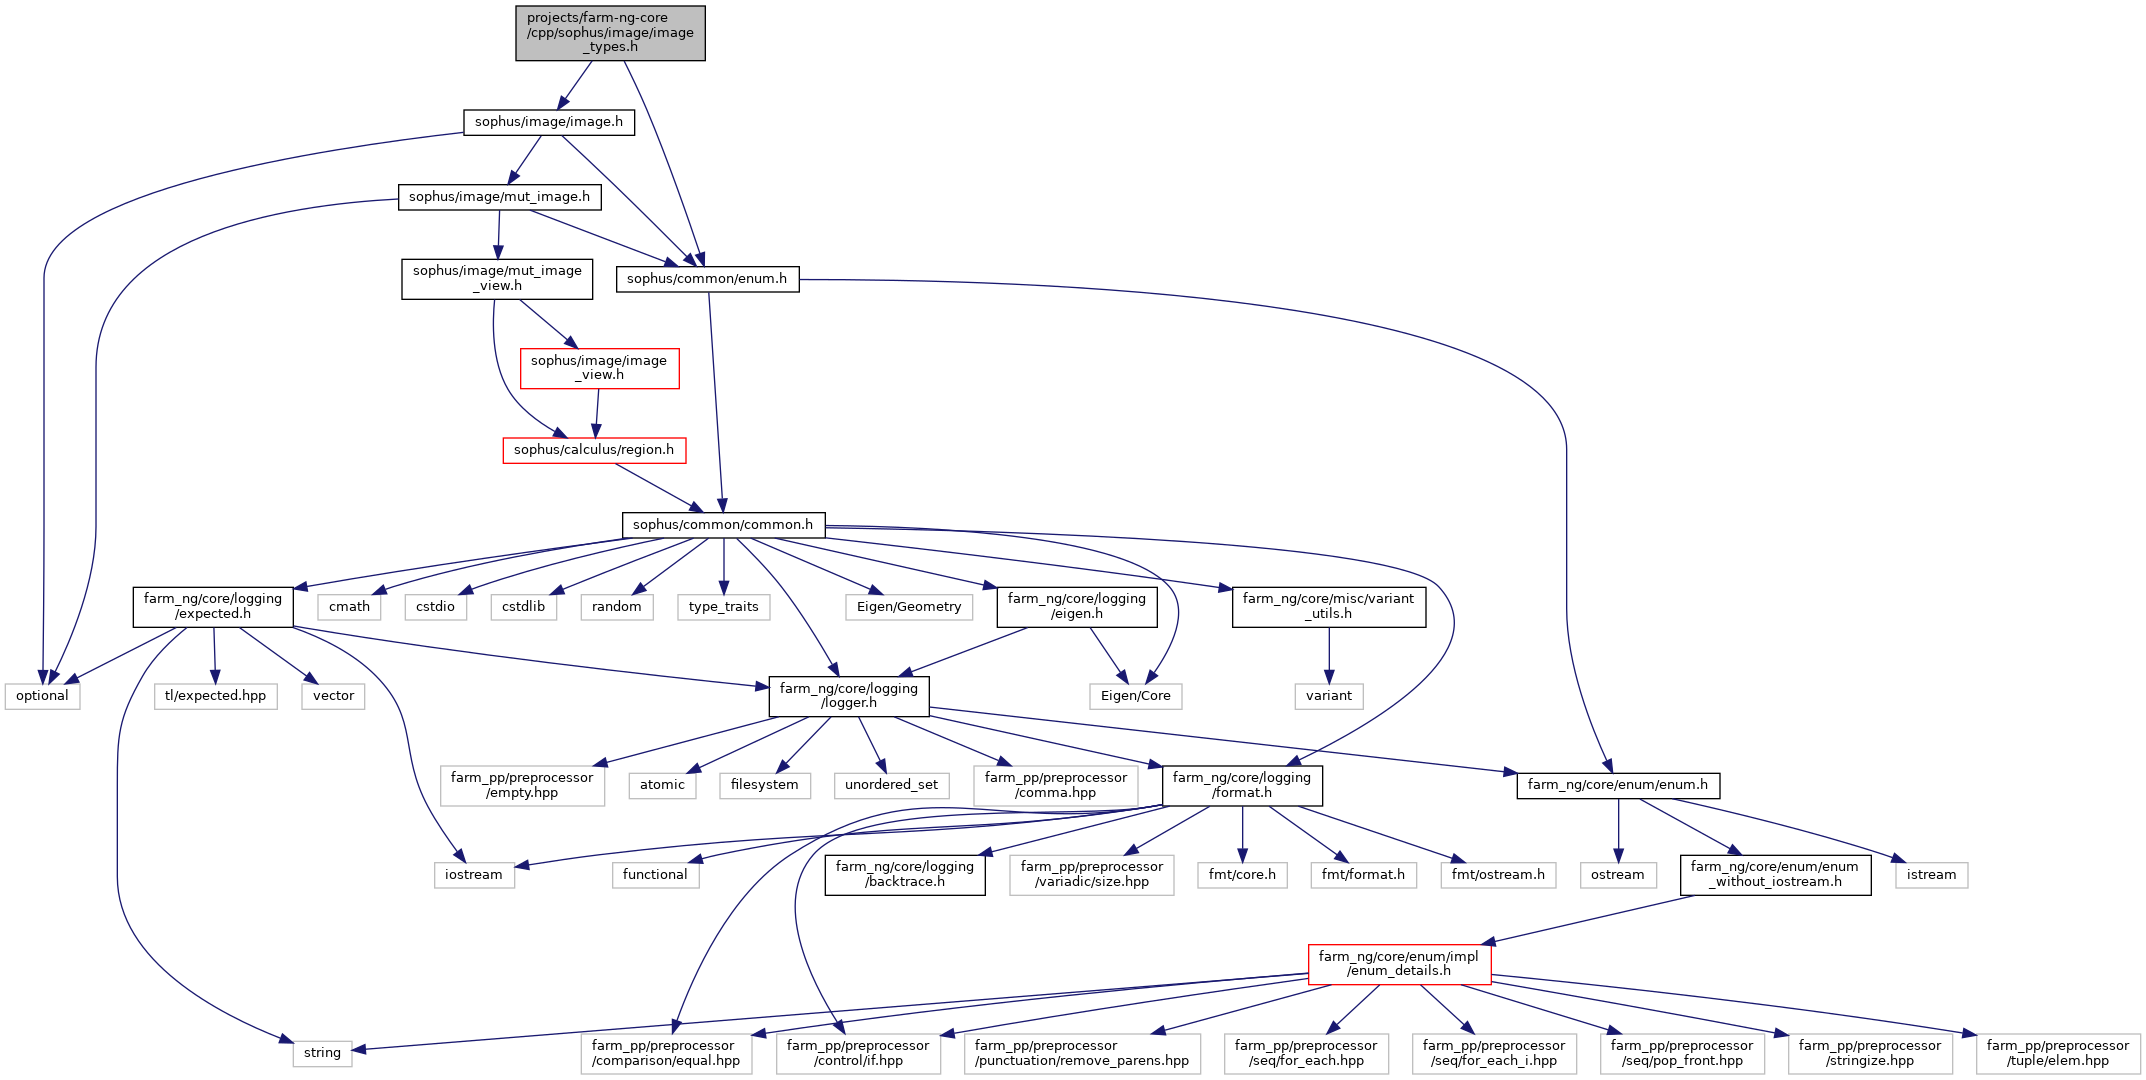 projects/farm-ng-core
/cpp/sophus/image/image
_types.h
sophus/image/image.h
sophus/image/mut_image.h
sophus/image/mut_image
_view.h
sophus/common/enum.h
sophus/image/image
_view.h
sophus/calculus/region.h
sophus/common/common.h
farm_ng/core/logging
/expected.h
cmath
cstdio
cstdlib
random
type_traits
Eigen/Geometry
farm_ng/core/logging
/eigen.h
farm_ng/core/misc/variant
_utils.h
optional
tl/expected.hpp
vector
farm_ng/core/logging
/logger.h
Eigen/Core
variant
farm_pp/preprocessor
/empty.hpp
atomic
filesystem
unordered_set
farm_pp/preprocessor
/comma.hpp
farm_ng/core/logging
/format.h
farm_ng/core/enum/enum.h
iostream
functional
farm_ng/core/logging
/backtrace.h
farm_pp/preprocessor
/variadic/size.hpp
fmt/core.h
fmt/format.h
fmt/ostream.h
ostream
farm_ng/core/enum/enum
_without_iostream.h
istream
farm_ng/core/enum/impl
/enum_details.h
string
farm_pp/preprocessor
/comparison/equal.hpp
farm_pp/preprocessor
/control/if.hpp
farm_pp/preprocessor
/punctuation/remove_parens.hpp
farm_pp/preprocessor
/seq/for_each.hpp
farm_pp/preprocessor
/seq/for_each_i.hpp
farm_pp/preprocessor
/seq/pop_front.hpp
farm_pp/preprocessor
/stringize.hpp
farm_pp/preprocessor
/tuple/elem.hpp